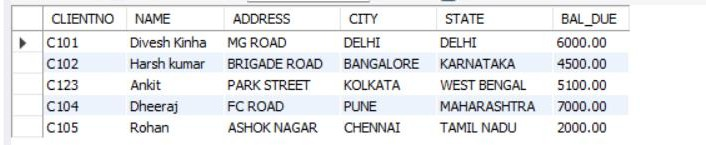 CLIENTNO NAME ADDRESS CITY STATE BAL_DUE
C101 Divesh Kinha MG ROAD DELHI DELHI 6000.00
C102 Harsh kumar BRIGADE ROAD BANGALORE KARNATAKA 4500.00
C123 Ankit PARK STREET KOLKATA WEST BENGAL 5100.00
C104 Dheeraj FC ROAD PUNE MAHARASHTRA 7000.00
C105 Rohan ASHOK NAGAR CHENNAI TAMIL NADU 2000.00